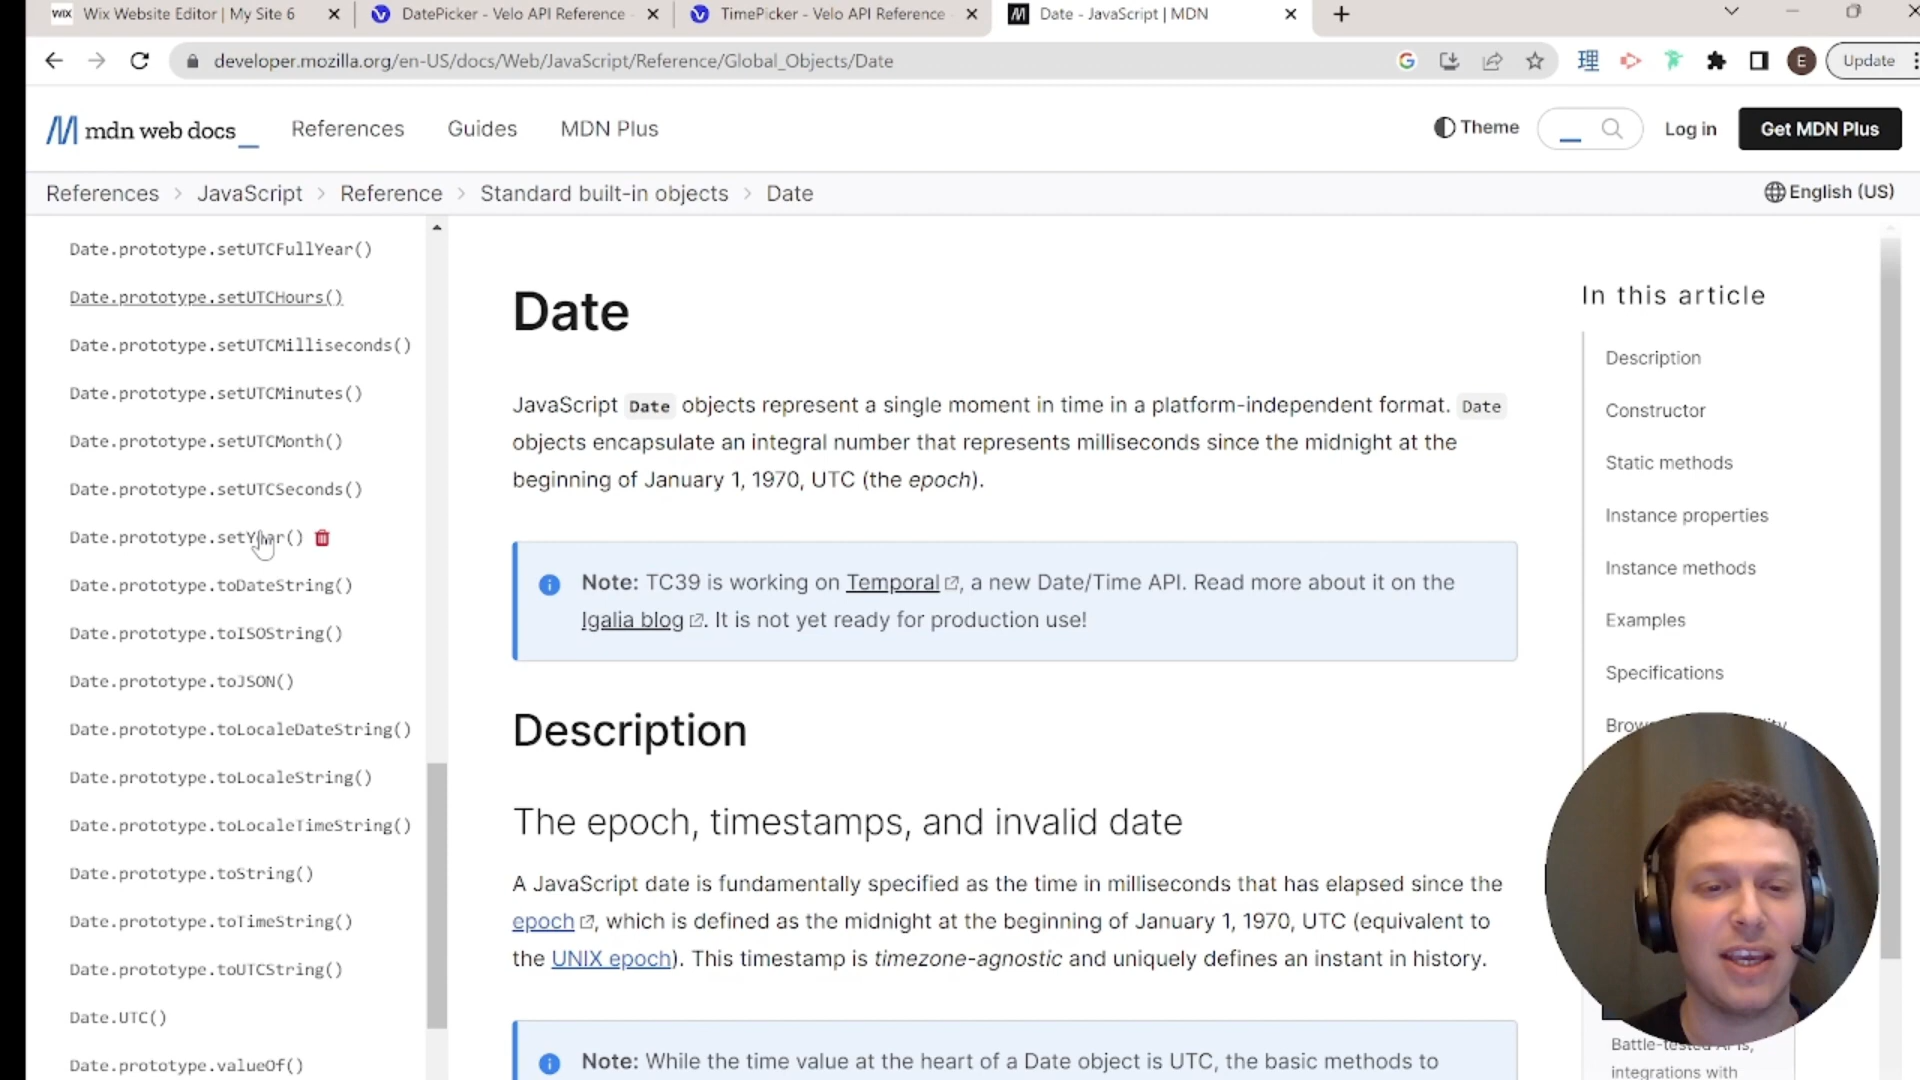 WIX Wix Website Editor | My Site 6
DatePicker - Velo API Reference
TimePicker - Velo API Reference
Date - JavaScript | MDN
developer.mozilla.org/en-US/docs/Web/JavaScript/Reference/Global_Objects/Date
理
E
Update
mdn web docs_
References
Guides
MDN Plus
Theme
Log in
Get MDN Plus
References > JavaScript > Reference > Standard built-in objects > Date
English (US)
Date.prototype.setUTCFullYear()
Date.prototype.setUTCHours()
Date.prototype.setUTCMilliseconds()
Date.prototype.setUTCMinutes()
Date.prototype.setUTCMonth()
Date.prototype.setUTCSeconds()
Date.prototype.setYear()
Date.prototype.toDateString()
Date.prototype.toISOString()
Date.prototype.toJSON()
Date.prototype.toLocaleDateString()
Date.prototype.toLocaleString()
Date.prototype.toLocaleTimeString()
Date.prototype.toString()
Date.prototype.toTimeString()
Date.prototype.toUTCString()
Date.UTC()
Date.prototype.valueOf()
Date
JavaScript Date objects represent a single moment in time in a platform-independent format. Date
objects encapsulate an integral number that represents milliseconds since the midnight at the
beginning of January 1, 1970, UTC (the epoch).
Note: TC39 is working on Temporal, a new Date/Time API. Read more about it on the
Igalia blog. It is not yet ready for production use!
Description
The epoch, timestamps, and invalid date
A JavaScript date is fundamentally specified as the time in milliseconds that has elapsed since the
epoch, which is defined as the midnight at the beginning of January 1, 1970, UTC (equivalent to
the UNIX epoch). This timestamp is timezone-agnostic and uniquely defines an instant in history.
Note: While the time value at the heart of a Date object is UTC, the basic methods to
In this article
Description
Constructor
Static methods
Instance properties
Instance methods
Examples
Specifications
Battle-tested APIs,
integrations with